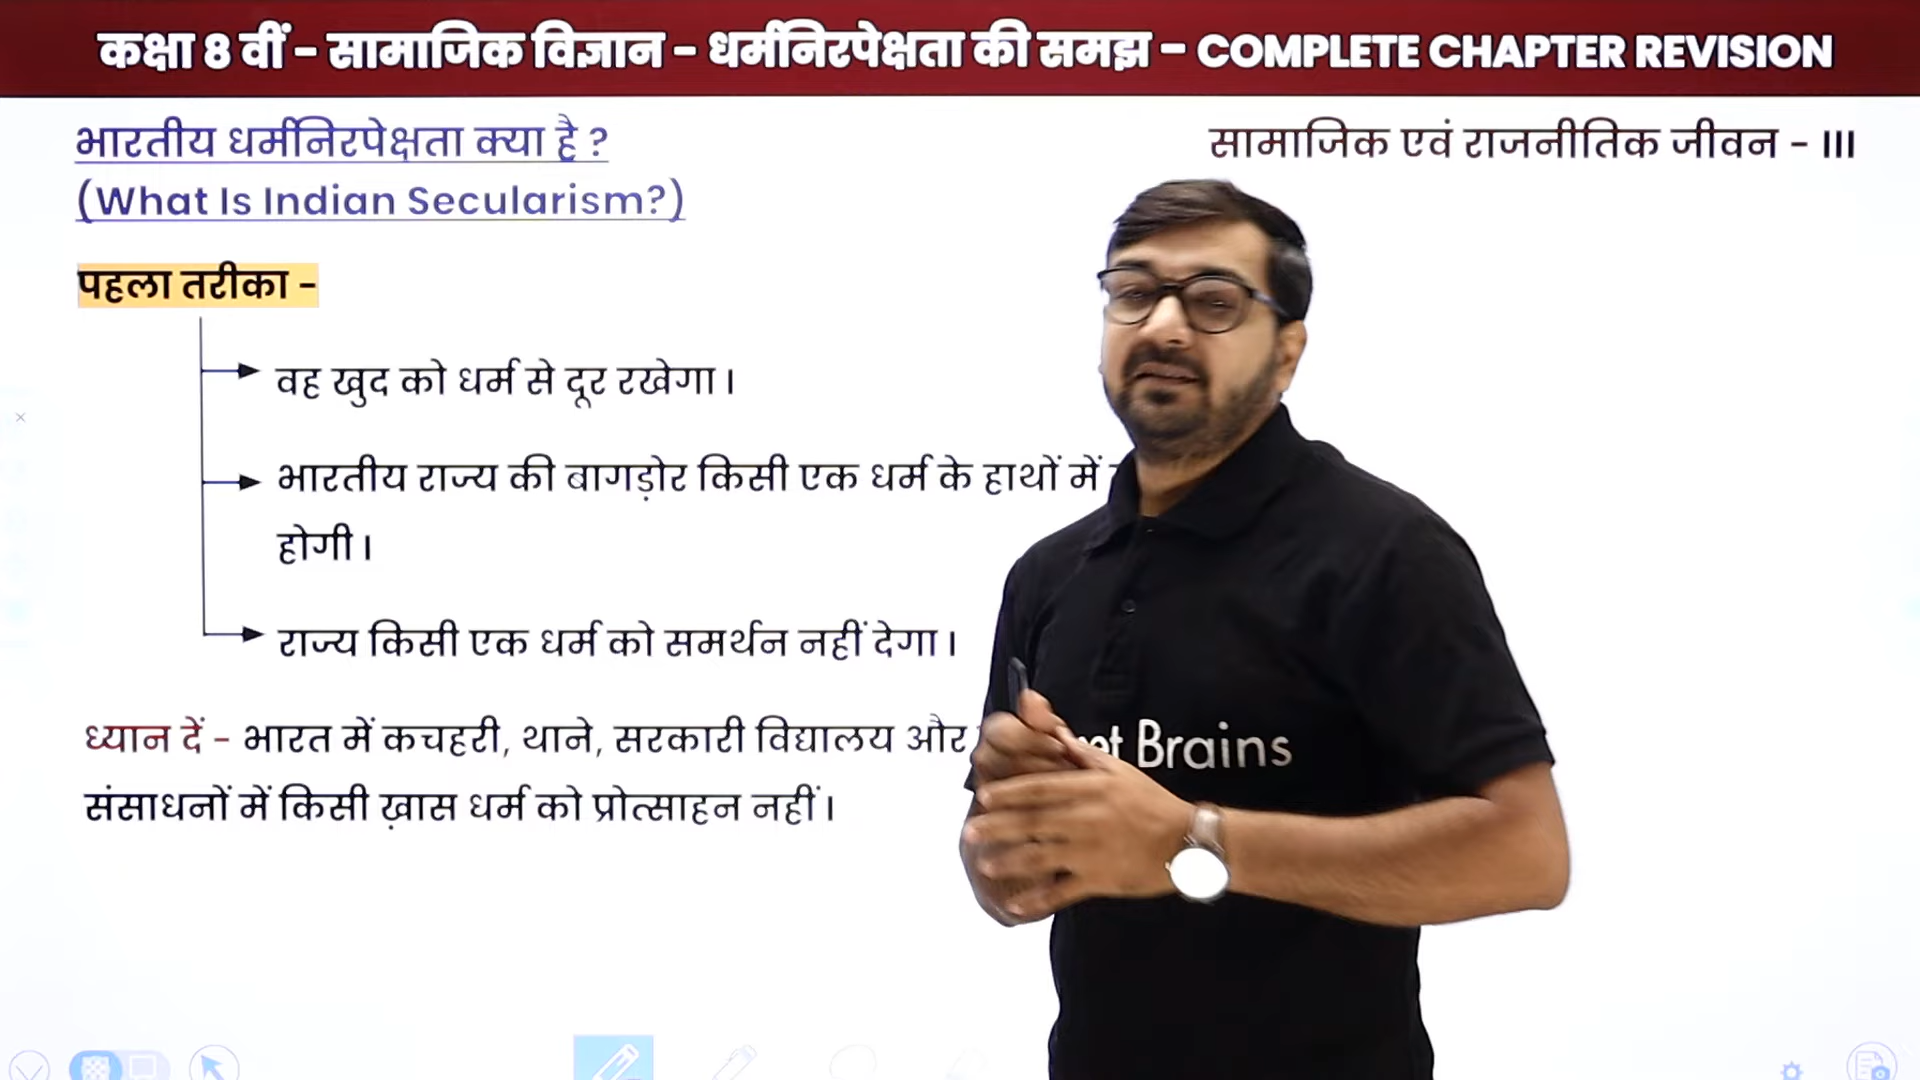 कक्षा 8 वीं - सामाजिक विज्ञान - धर्मनिरपेक्षता की समझ - COMPLETE CHAPTER REVISION
भारतीय धर्मनिरपेक्षता क्या है ?
सामाजिक एवं राजनीतिक जीवन - III
(What Is Indian Secularism?)
पहला तरीका -
वह खुद को धर्म से दूर रखेगा।
भारतीय राज्य की बागड़ोर किसी एक धर्म के हाथों में
होगी।
राज्य किसी एक धर्म को समर्थन नहीं देगा।
ध्यान दें - भारत में कचहरी, थाने, सरकारी विद्यालय और
संसाधनों में किसी ख़ास धर्म को प्रोत्साहन नहीं।
Brains